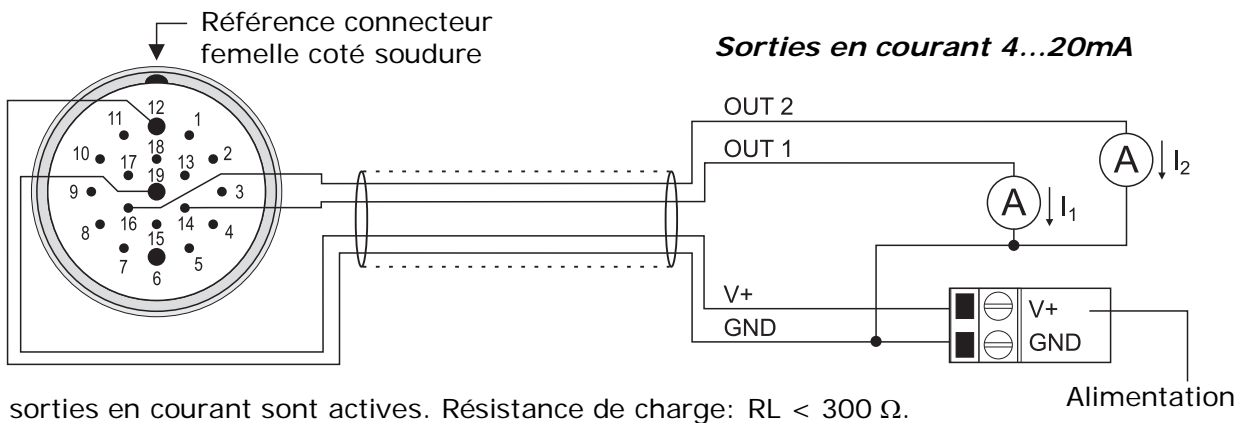 Référence connecteur
femelle coté soudure
Sorties en courant 4...20mA
12
11
1
10
18
2
17
13
19
9
3
16
14
8
15
4
7
5
6
OUT 2
OUT 1
A
I2
A
I1
V+
GND
V+
GND
Alimentation
sorties en courant sont actives. Résistance de charge: RL < 300 Ω.